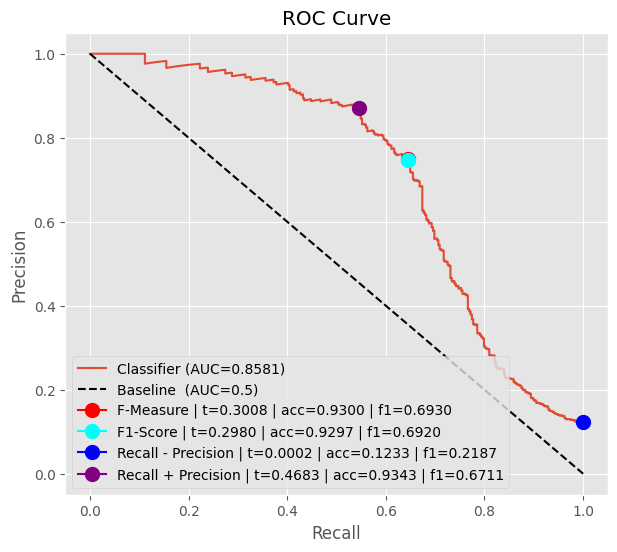 ROC Curve
1.0
0.8
0.6
0.4
0.2
0.0
Precision
Classifier (AUC=0.8581)
Baseline  (AUC=0.5)
F-Measure | t=0.3008 | acc=0.9300 | f1=0.6930
F1-Score | t=0.2980 | acc=0.9297 | f1=0.6920
Recall - Precision | t=0.0002 | acc=0.1233 | f1=0.2187
Recall + Precision | t=0.4683 | acc=0.9343 | f1=0.6711
0.0 0.2 0.4 0.6 0.8 1.0
Recall